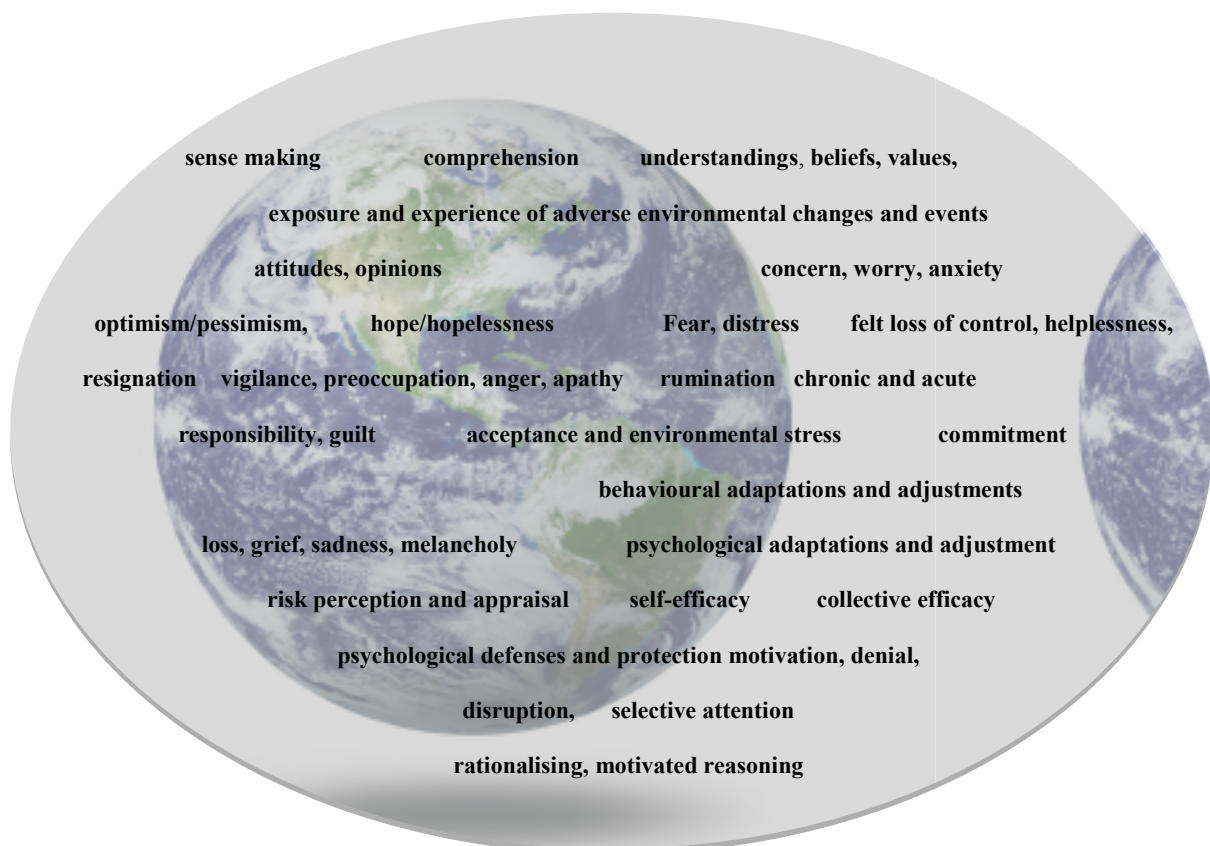 sense making comprehension understandings, beliefs, values,
exposure and experience of adverse environmental changes and events
attitudes, opinions concern, worry, anxiety
optimism/pessimism, hope/hopelessness Fear, distress felt loss of control, helplessness,
resignation vigilance, preoccupation, anger, apathy rumination chronic and acute
responsibility, guilt acceptance and environmental stress commitment
behavioural adaptations and adjustments
loss, grief, sadness, melancholy psychological adaptations and adjustment
risk perception and appraisal self-efficacy collective efficacy
psychological defenses and protection motivation, denial,
disruption, selective attention
rationalising, motivated reasoning